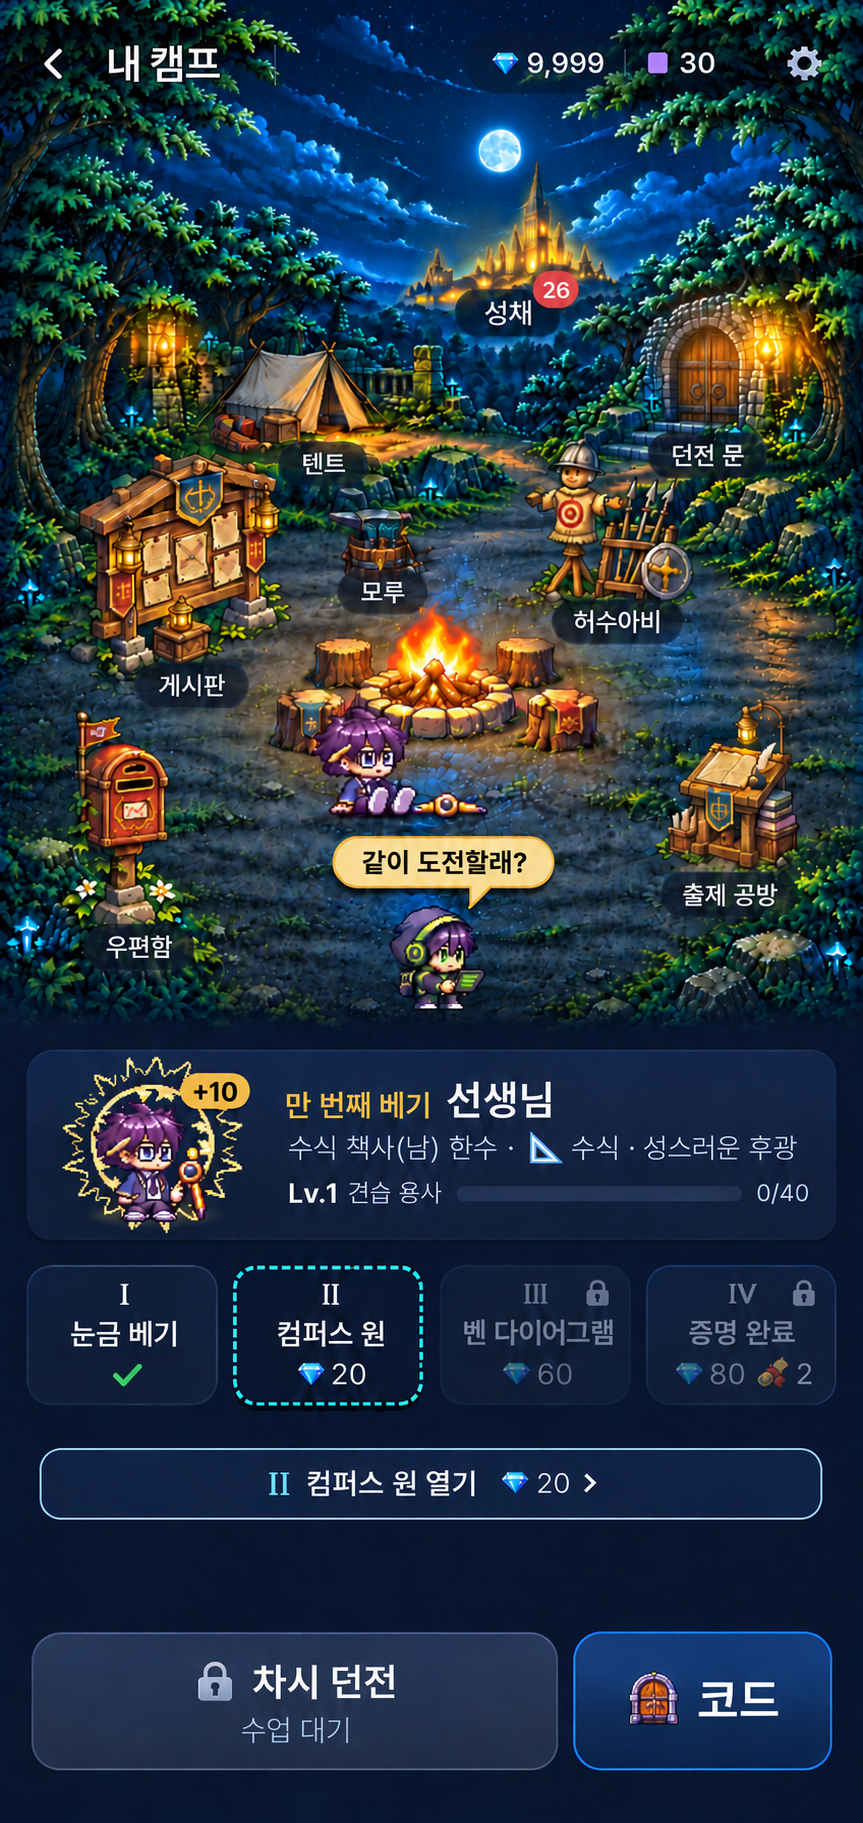 내 캠프
9,999
30
26
성채
텐트
던전 문
모루
허수아비
게시판
같이 도전할래?
출제 공방
우편함
+10
만 번째 베기 선생님
수식 책사(남) 한수 · 수식 · 성스러운 후광
Lv.1 견습 용사 0/40
I
눈금 베기
II
컴퍼스 원
20
III
벤 다이어그램
60
IV
증명 완료
80 2
II 컴퍼스 원 열기 20 >
차시 던전
수업 대기
코드